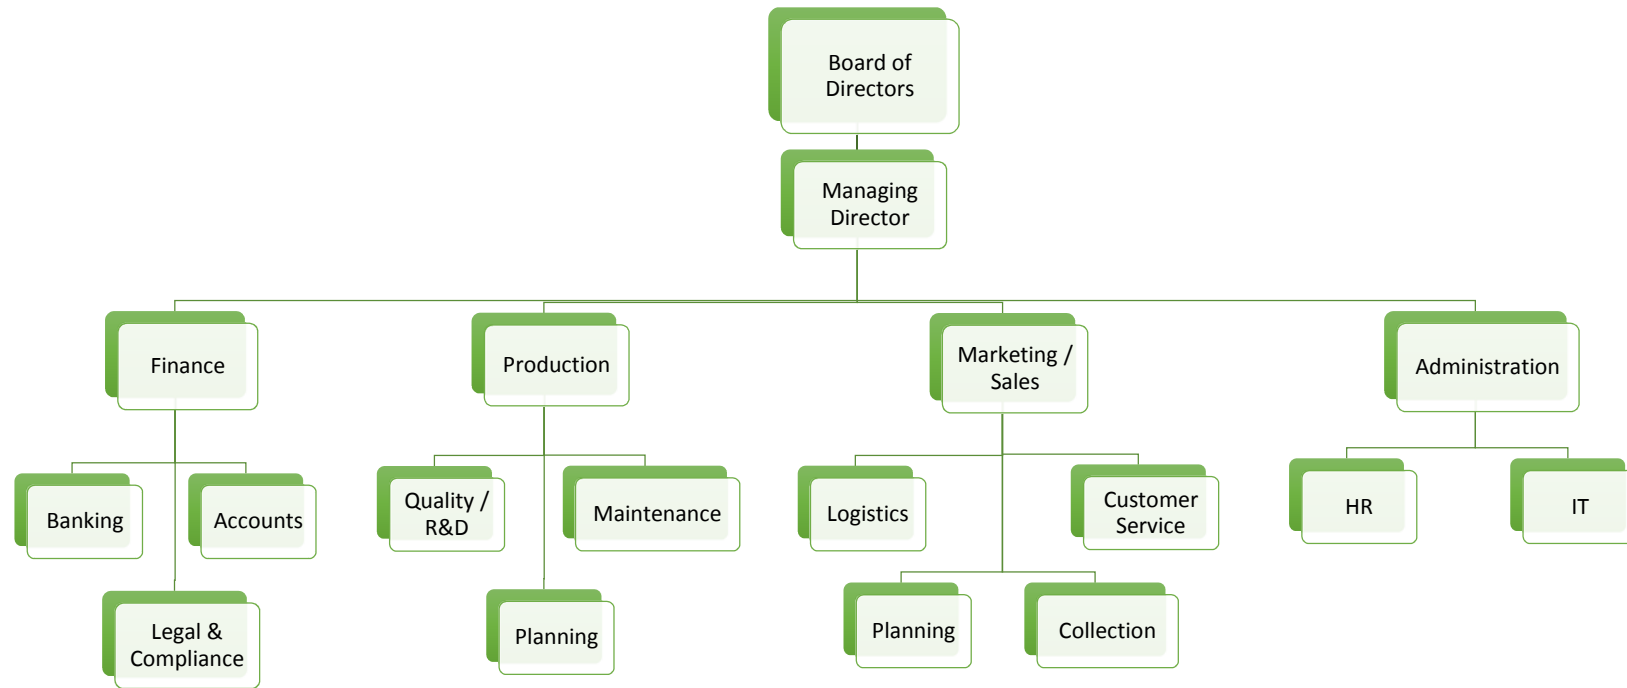 Board of
Directors
Managing
Director
Finance
Production
Marketing /
Sales
Administration
Banking
Accounts
Quality /
R&D
Maintenance
Logistics
Customer
Service
HR
IT
Legal &
Compliance
Planning
Planning
Collection